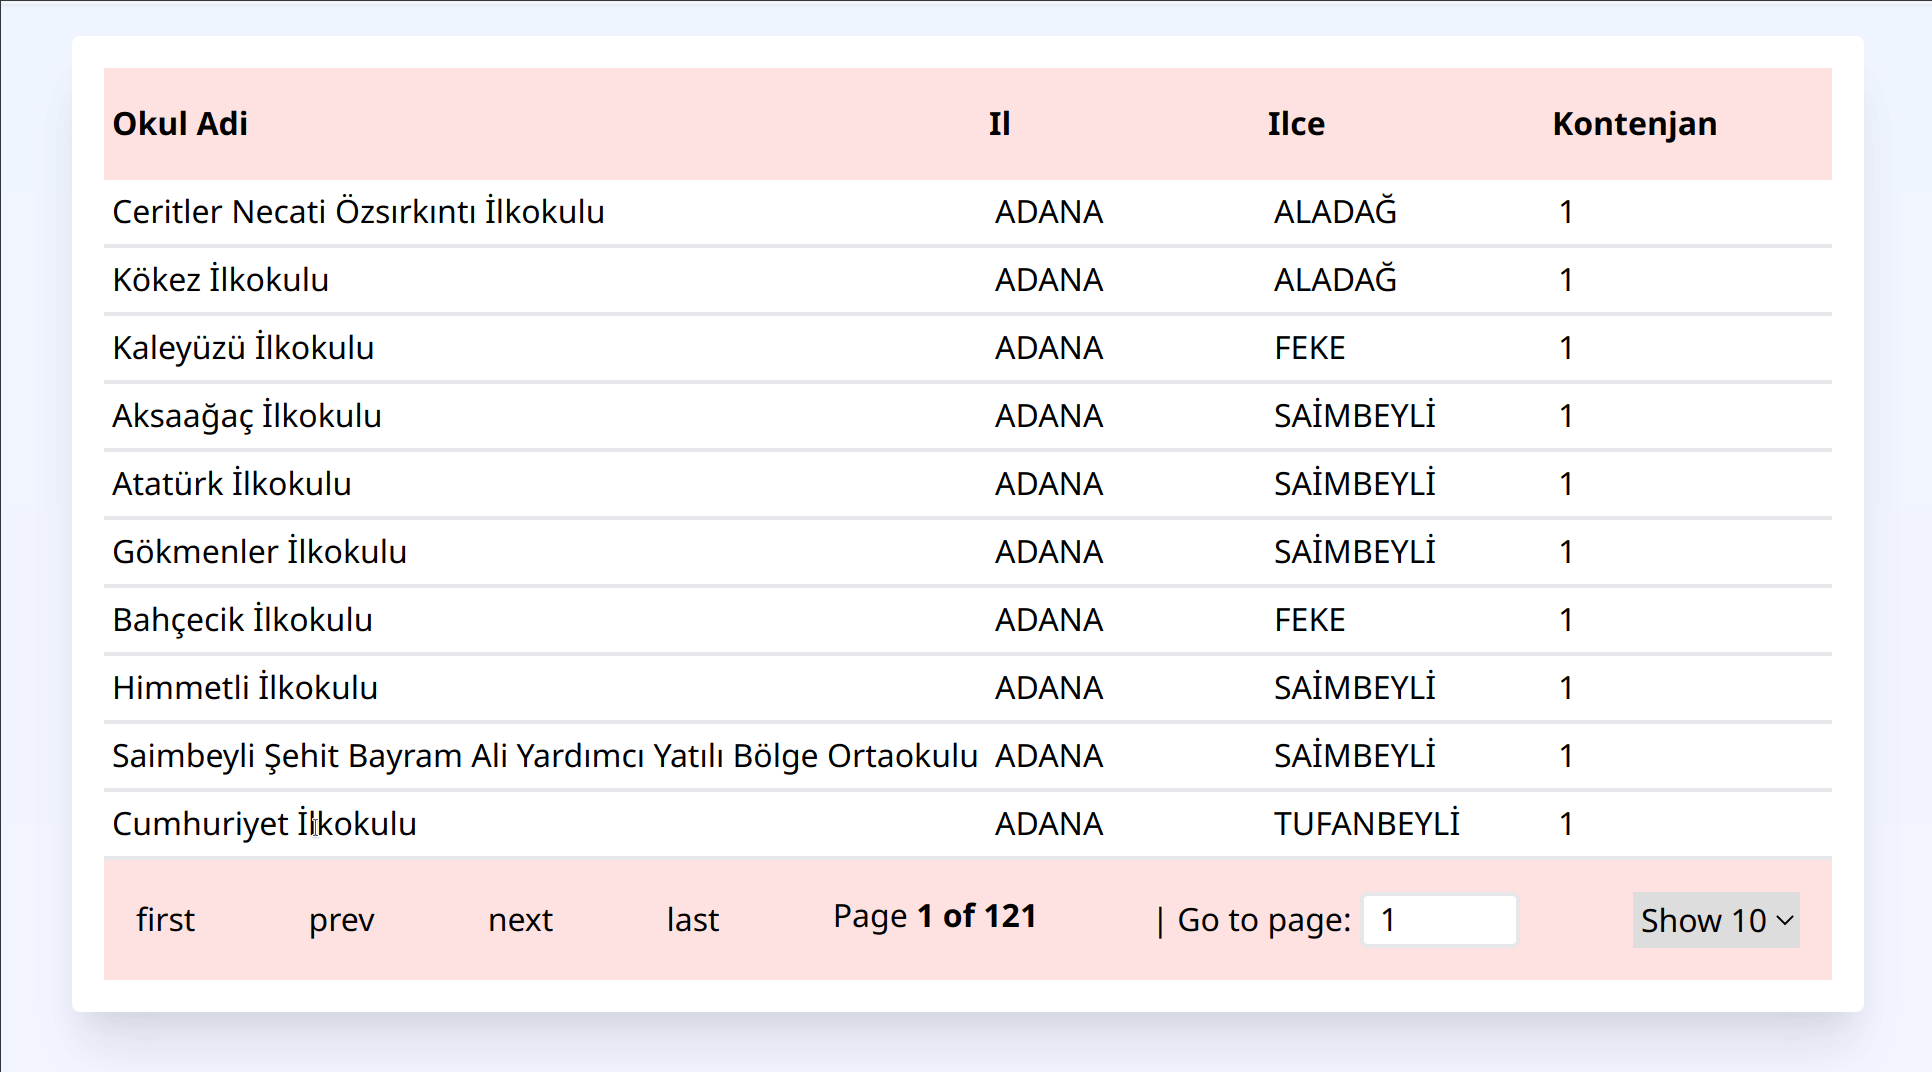 Okul Adi Il Ilce Kontenjan
Ceritler Necati Özsırkıntı İlkokulu ADANA ALADAĞ 1
Kökez İlkokulu ADANA ALADAĞ 1
Kaleyüzü İlkokulu ADANA FEKE 1
Aksaağaç İlkokulu ADANA SAİMBEYLİ 1
Atatürk İlkokulu ADANA SAİMBEYLİ 1
Gökmenler İlkokulu ADANA SAİMBEYLİ 1
Bahçecik İlkokulu ADANA FEKE 1
Himmetli İlkokulu ADANA SAİMBEYLİ 1
Saimbeyli Şehit Bayram Ali Yardımcı Yatılı Bölge Ortaokulu ADANA SAİMBEYLİ 1
Cumhuriyet İlkokulu ADANA TUFANBEYLİ 1
first prev next last Page 1 of 121 | Go to page: 1 Show 10